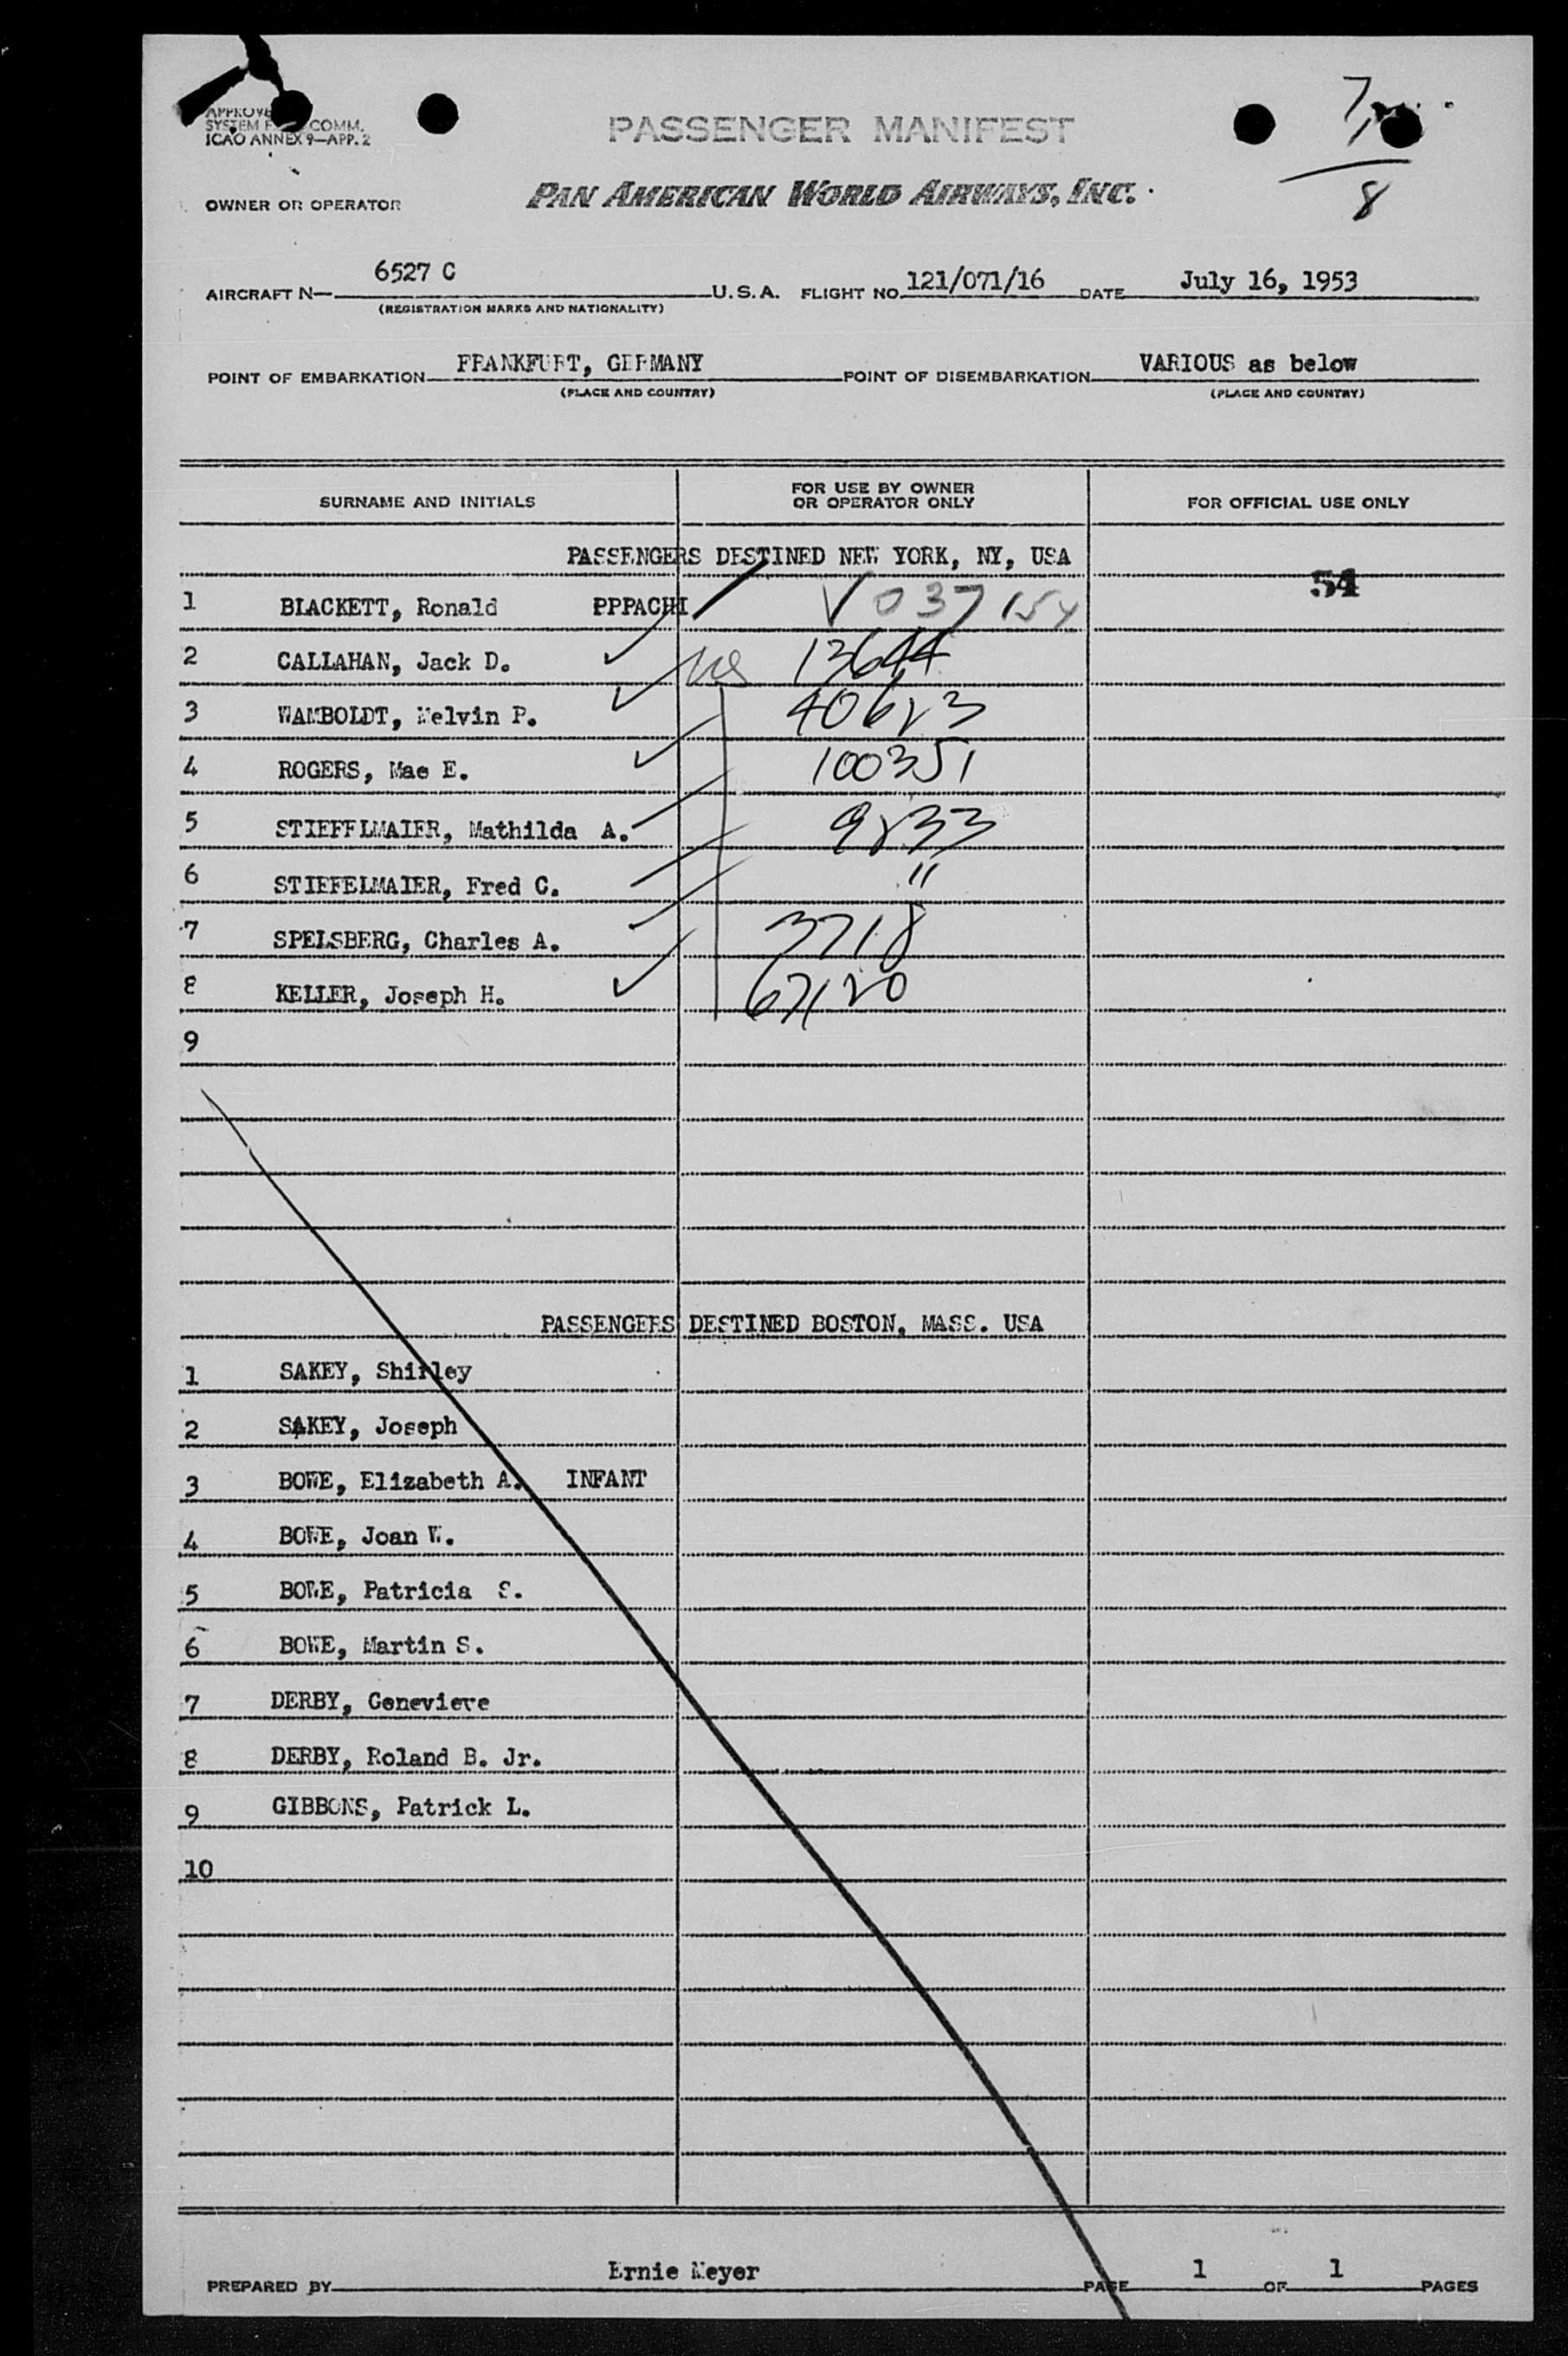 SYSTEM F COMM.
ICAO ANNEX 9—APP. 2
PASSENGER MANIFEST
OWNER OR OPERATOR PAN AMERICAN WORLD AIRWAYS, INC.
8
AIRCRAFT N— 6527 C U.S.A. FLIGHT NO. 121/071/16 DATE July 16, 1953
(REGISTRATION MARKS AND NATIONALITY)
POINT OF EMBARKATION FRANKFURT, GERMANY POINT OF DISEMBARKATION VARIOUS as below
(PLACE AND COUNTRY) (PLACE AND COUNTRY)
SURNAME AND INITIALS FOR USE BY OWNER OR OPERATOR ONLY FOR OFFICIAL USE ONLY
PASSENGERS DESTINED NEW YORK, NY, USA
54
1 BLACKETT, Ronald PPPACHI V 037154
2 CALLAHAN, Jack D. us 13644
3 WAMBOLDT, Melvin P. 40623
4 ROGERS, Mae E. 100351
5 STIEFELMAIER, Mathilda A. 9833
6 STIEFELMAIER, Fred C. "
7 SPELSBERG, Charles A. 3718
8 KELLER, Joseph H. 67120
9
PASSENGERS DESTINED BOSTON, MASS. USA
1 SAKEY, Shirley
2 SAKEY, Joseph
3 BOWE, Elizabeth A. INFANT
4 BOWE, Joan W.
5 BOWE, Patricia S.
6 BOWE, Martin S.
7 DERBY, Genevieve
8 DERBY, Roland B. Jr.
9 GIBBONS, Patrick L.
10
PREPARED BY Ernie Meyer PAGE 1 OF 1 PAGES